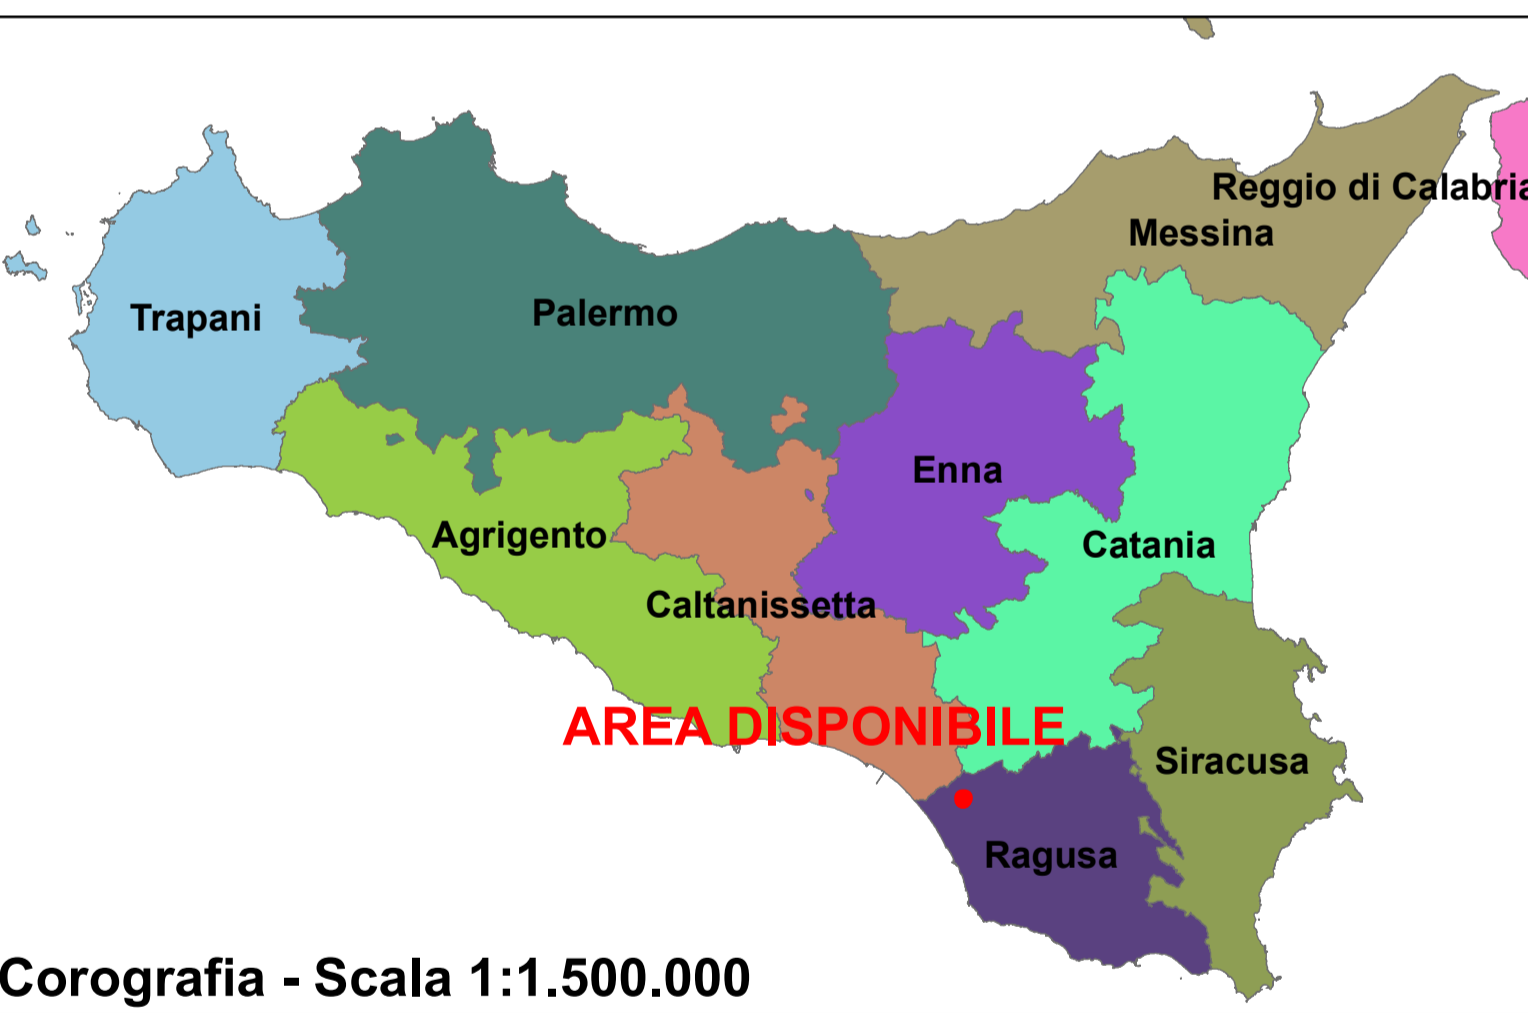 Reggio di Calabria
Messina
Trapani
Palermo
Enna
Agrigento
Catania
Caltanissetta
AREA DISPONIBILE
Siracusa
Ragusa
Corografia - Scala 1:1.500.000